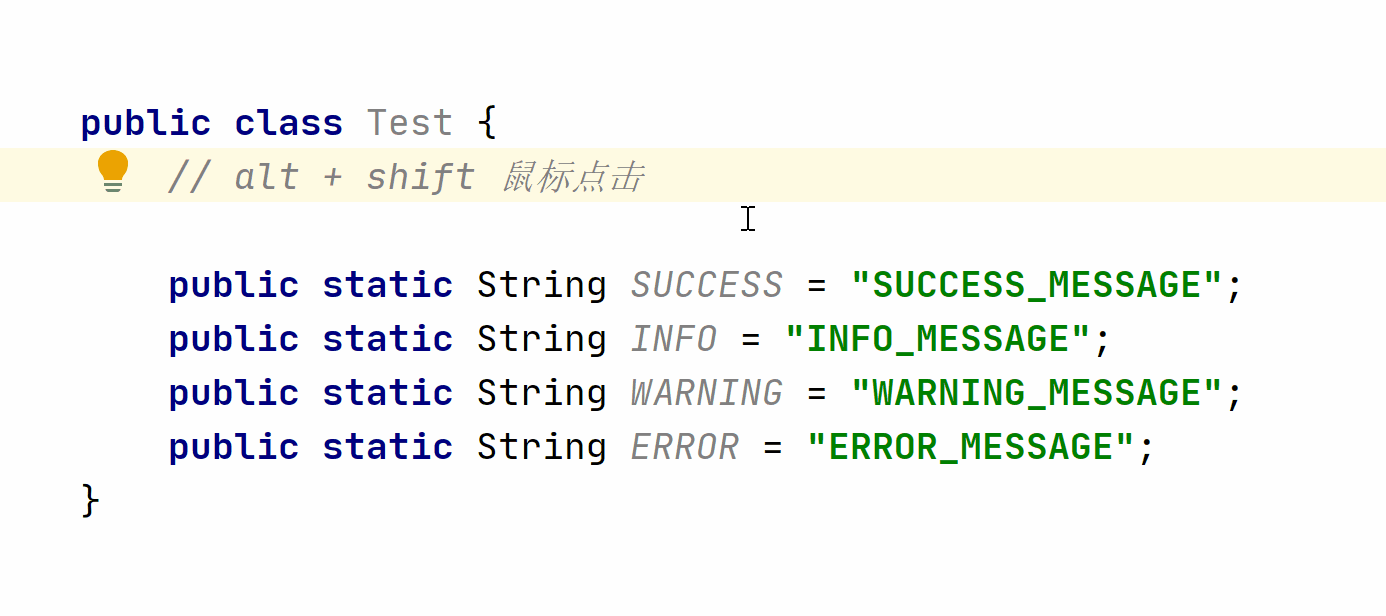 public class Test {
// alt + shift 鼠标点击
public static String SUCCESS = "SUCCESS_MESSAGE";
public static String INFO = "INFO_MESSAGE";
public static String WARNING = "WARNING_MESSAGE";
public static String ERROR = "ERROR_MESSAGE";
}